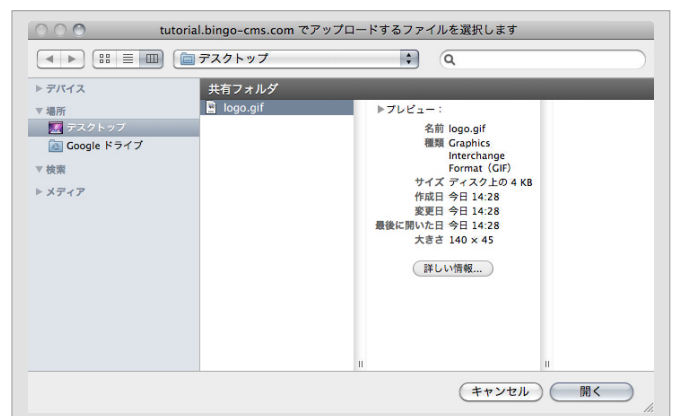 tutorial.bingo-cms.com でアップロードするファイルを選択します
デスクトップ
デバイス
場所
デスクトップ
Google ドライブ
検索
メディア
共有フォルダ
logo.gif
プレビュー：
名前 logo.gif
種類 Graphics
Interchange
Format（GIF）
サイズ ディスク上の 4 KB
作成日 今日 14:28
変更日 今日 14:28
最後に開いた日 今日 14:28
大きさ 140 × 45
詳しい情報...
キャンセル
開く